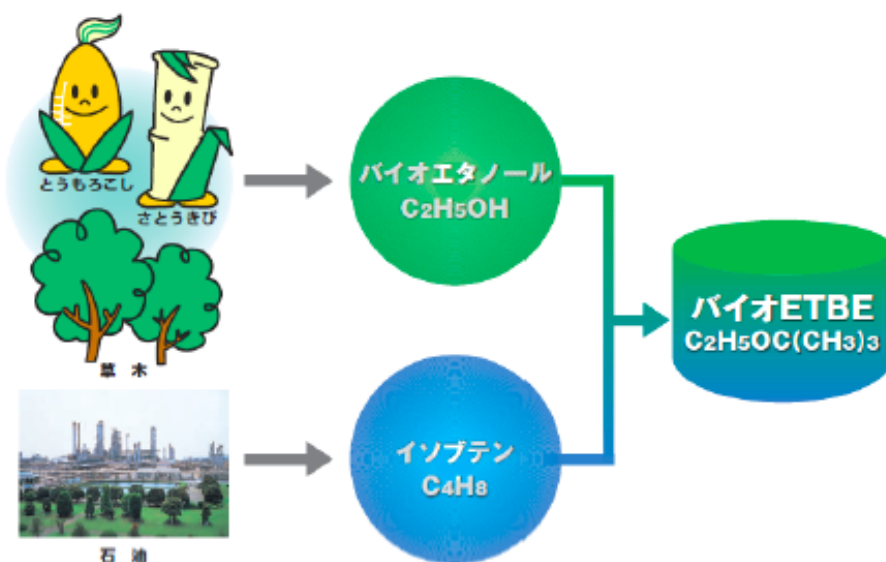 とうもろこし
さとうきび
草 木
石 油
バイオエタノール
C2H5OH
イソブテン
C4H8
バイオETBE
C2H5OC(CH3)3